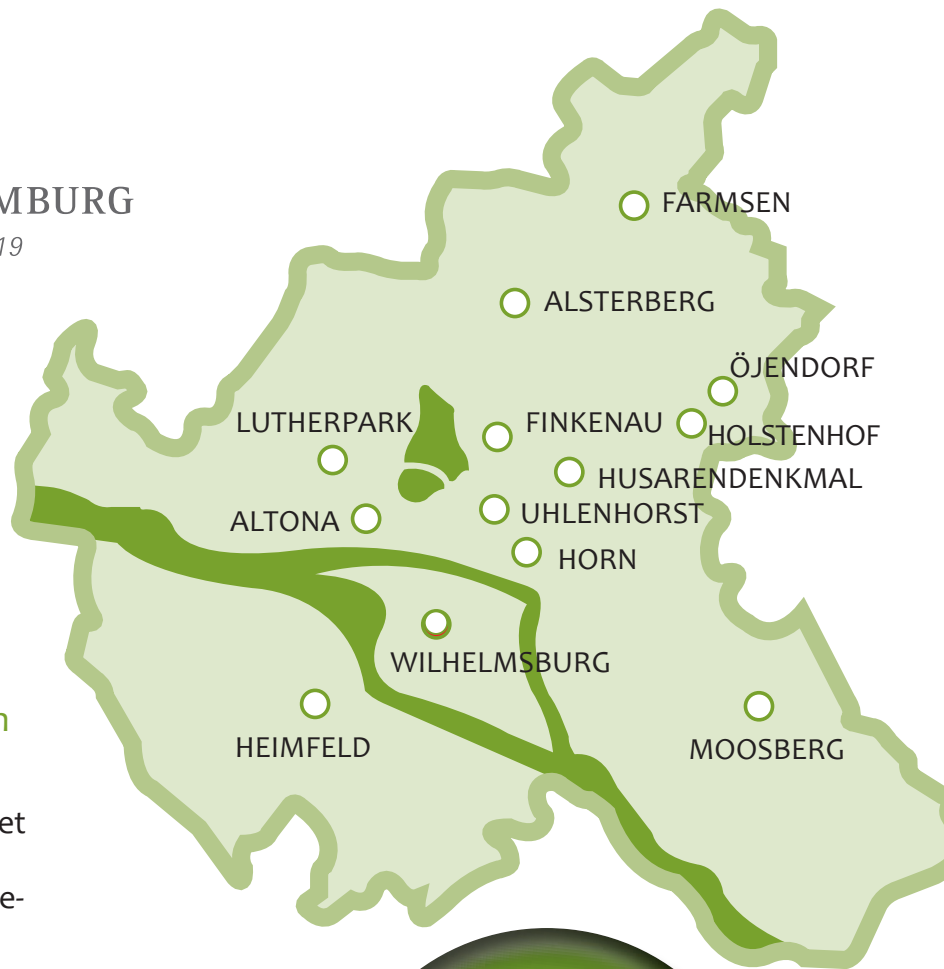 MBURG
19
FARMSEN
ALSTERBERG
ÖJENDORF
LUTHERPARK
FINKENAU
HOLSTENHOF
HUSARENDENKMAL
ALTONA
UHLENHORST
HORN
WILHELMSBURG
n
HEIMFELD
MOOSBERG
et
e-